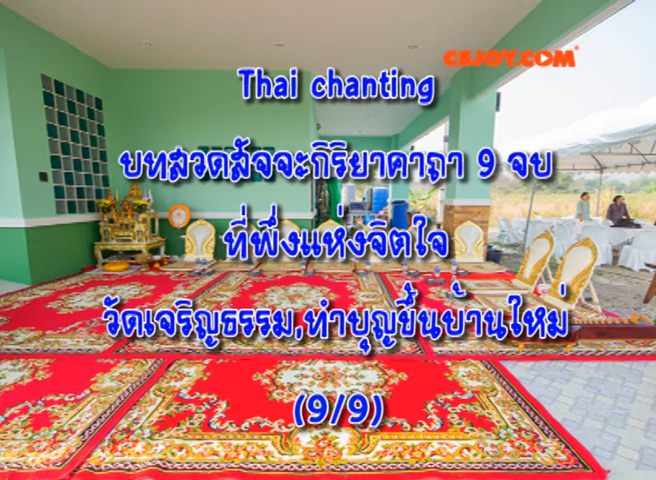 CSJOY.COM
Thai chanting
บทสวดสัจจะกิริยาคาถา 9 จบ
ที่พึ่งแห่งจิตใจ
วัดเจริญธรรม,ทำบุญขึ้นบ้านใหม่
(9/9)